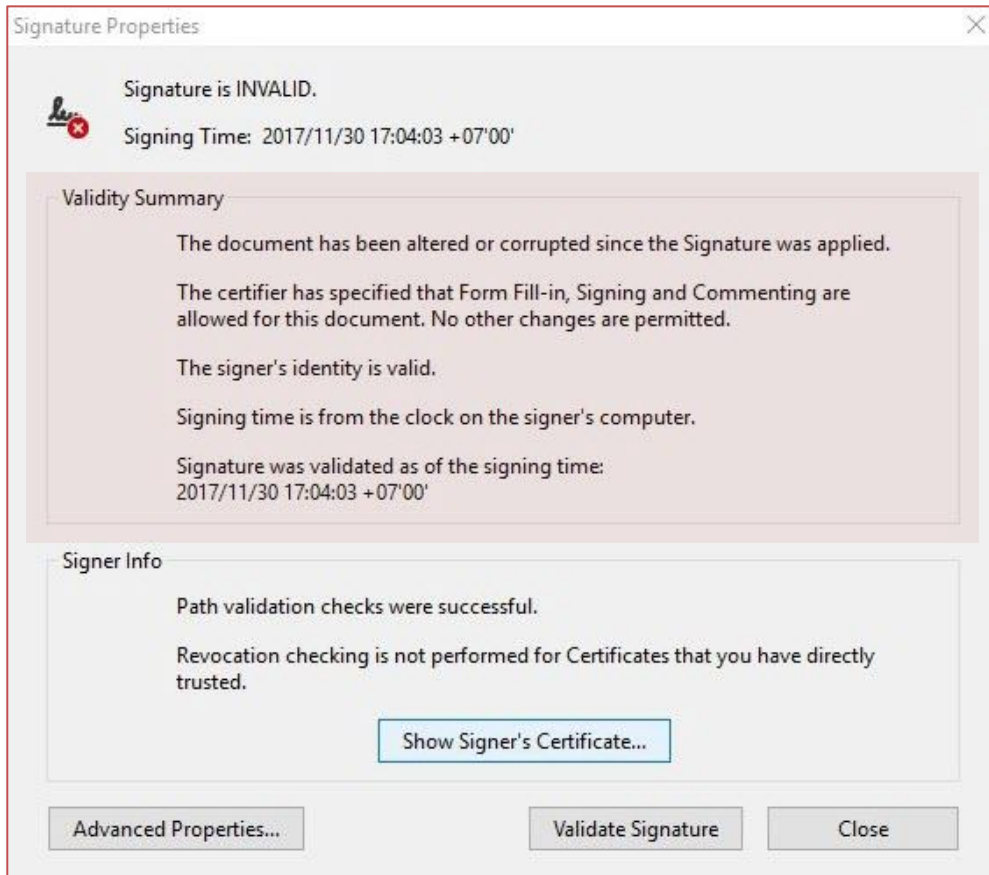 Signature Properties
Signature is INVALID.
Signing Time: 2017/11/30 17:04:03 +07'00'
Validity Summary
The document has been altered or corrupted since the Signature was applied.
The certifier has specified that Form Fill-in, Signing and Commenting are
allowed for this document. No other changes are permitted.
The signer's identity is valid.
Signing time is from the clock on the signer's computer.
Signature was validated as of the signing time:
2017/11/30 17:04:03 +07'00'
Signer Info
Path validation checks were successful.
Revocation checking is not performed for Certificates that you have directly
trusted.
Show Signer's Certificate...
Advanced Properties...
Validate Signature
Close